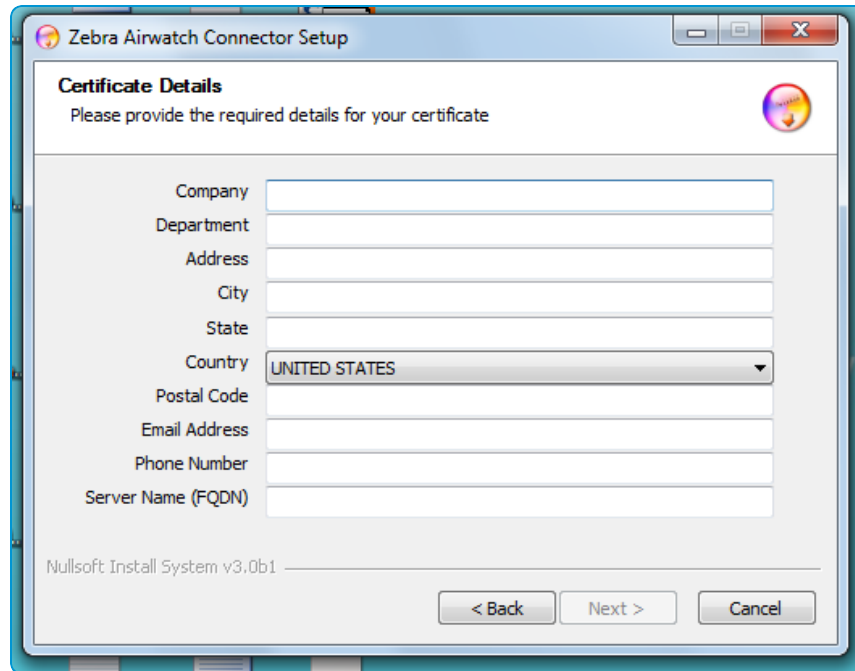 Zebra Airwatch Connector Setup
Certificate Details
Please provide the required details for your certificate
Company
Department
Address
City
State
Country UNITED STATES
Postal Code
Email Address
Phone Number
Server Name (FQDN)
Nullsoft Install System v3.0b1
< Back Next > Cancel